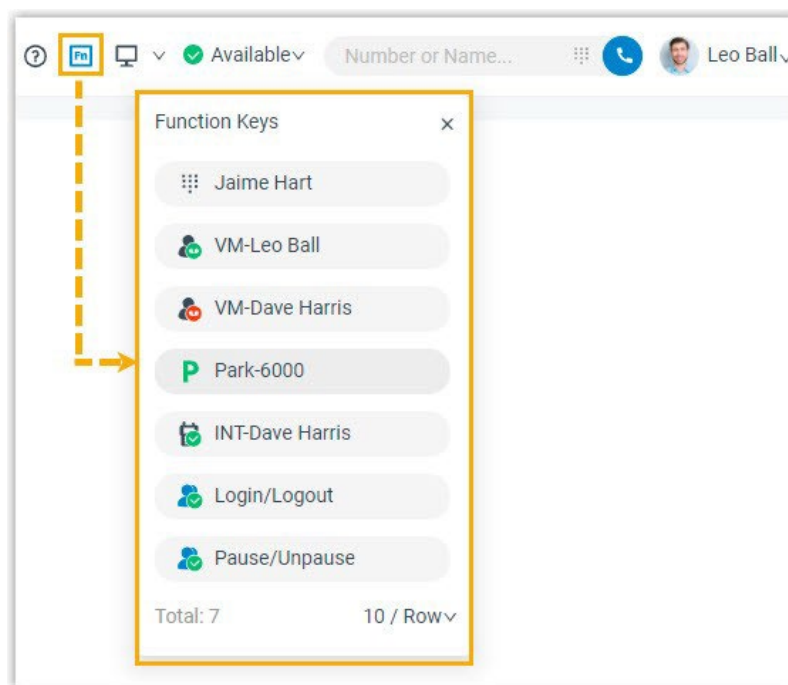 ? Fn Available Number or Name... Leo Ball
Function Keys
Jaime Hart
VM-Leo Ball
VM-Dave Harris
P Park-6000
INT-Dave Harris
Login/Logout
Pause/Unpause
Total: 7 10 / Row